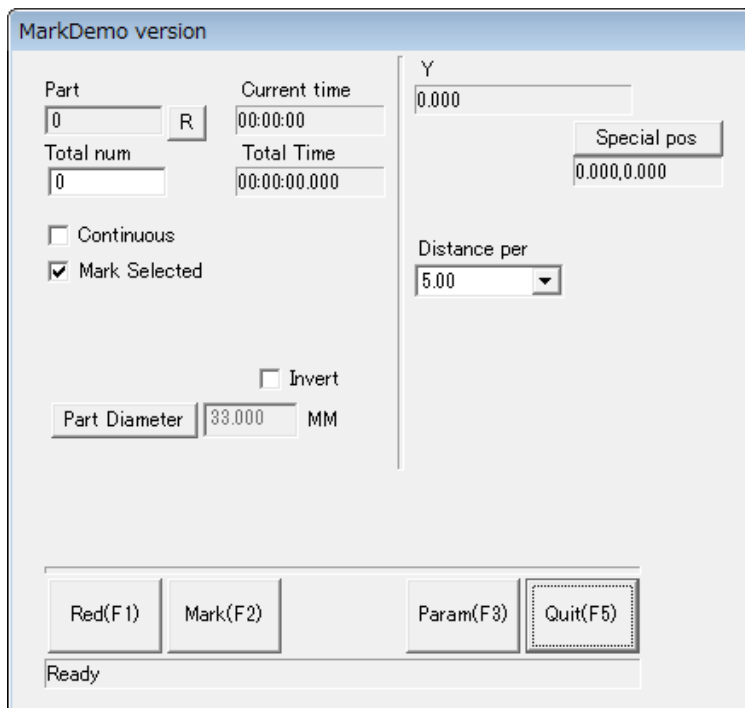 MarkDemo version
Part
0
R
Current time
00:00:00
Total num
0
Total Time
00:00:00.000
Continuous
Mark Selected
Invert
Part Diameter
33.000
MM
Y
0.000
Special pos
0.000,0.000
Distance per
5.00
Red(F1)
Mark(F2)
Param(F3)
Quit(F5)
Ready